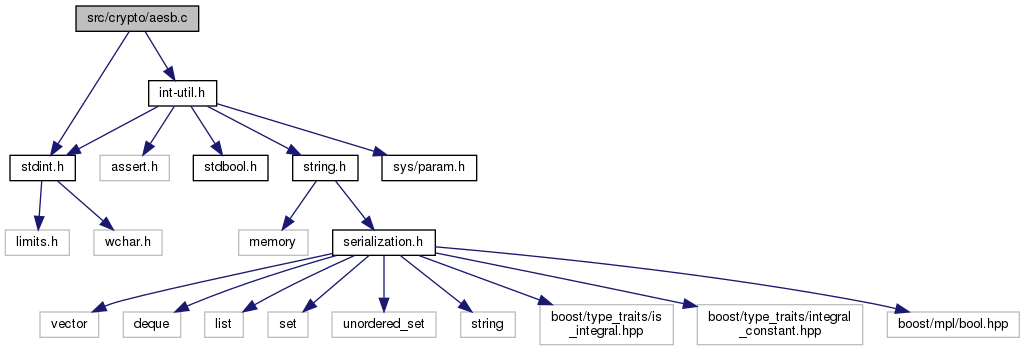 src/crypto/aesb.c
int-util.h
stdint.h
assert.h
stdbool.h
string.h
sys/param.h
limits.h
wchar.h
memory
serialization.h
vector
deque
list
set
unordered_set
string
boost/type_traits/is
_integral.hpp
boost/type_traits/integral
_constant.hpp
boost/mpl/bool.hpp